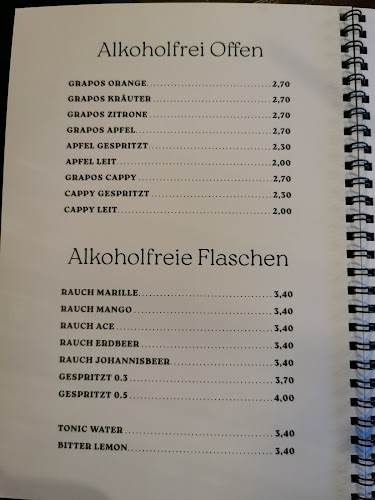 Alkoholfrei Offen
GRAPOS ORANGE 2,70
GRAPOS KRÄUTER 2,70
GRAPOS ZITRONE 2,70
GRAPOS APFEL 2,70
APFEL GESPRITZT 2,30
APFEL LEIT 2,00
GRAPOS CAPPY 2,70
CAPPY GESPRITZT 2,30
CAPPY LEIT 2,00
Alkoholfreie Flaschen
RAUCH MARILLE 3,40
RAUCH MANGO 3,40
RAUCH ACE 3,40
RAUCH ERDBEER 3,40
RAUCH JOHANNISBEER 3,40
GESPRITZT 0.3 3,70
GESPRITZT 0.5 4,00
TONIC WATER 3,40
BITTER LEMON 3,40